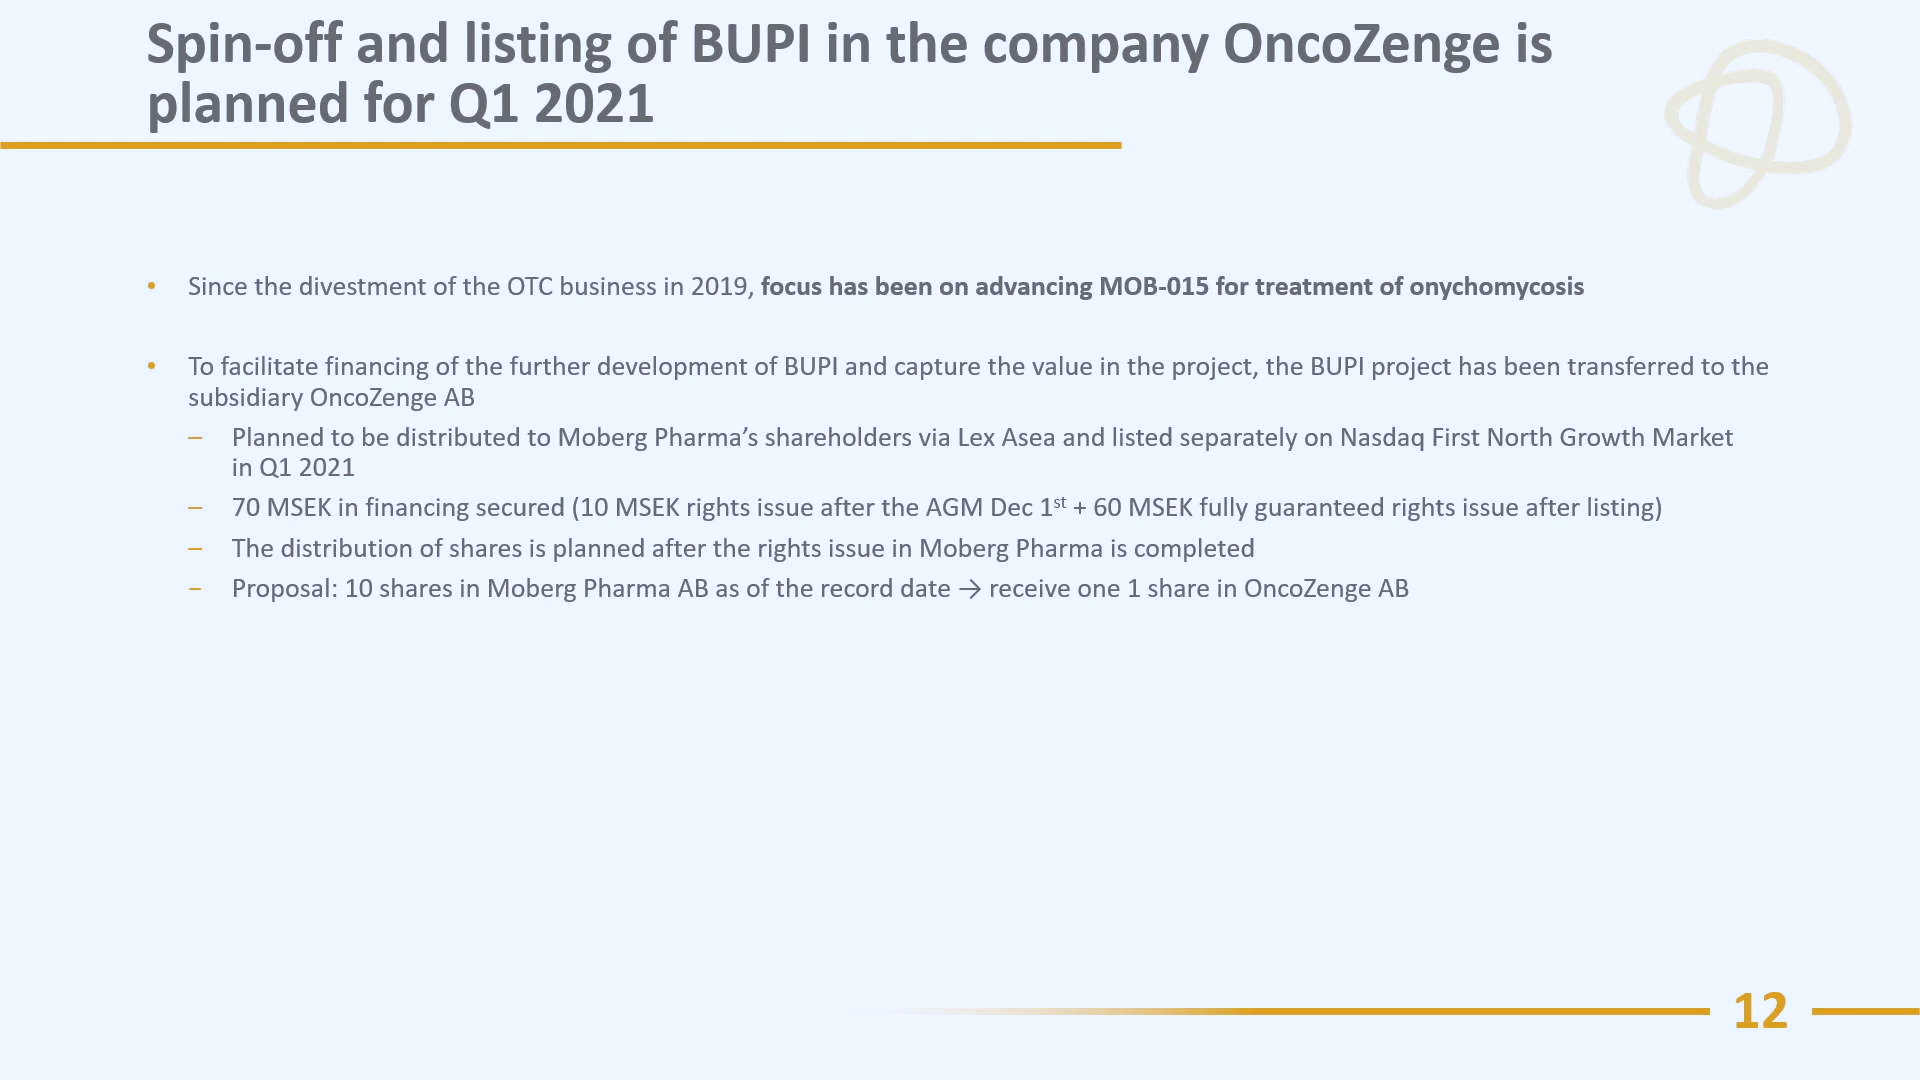 Spin-off and listing of BUPI in the company OncoZenge is
planned for Q1 2021
• Since the divestment of the OTC business in 2019, focus has been on advancing MOB-015 for treatment of onychomycosis
• To facilitate financing of the further development of BUPI and capture the value in the project, the BUPI project has been transferred to the
subsidiary OncoZenge AB
– Planned to be distributed to Moberg Pharma’s shareholders via Lex Asea and listed separately on Nasdaq First North Growth Market
in Q1 2021
– 70 MSEK in financing secured (10 MSEK rights issue after the AGM Dec 1st + 60 MSEK fully guaranteed rights issue after listing)
– The distribution of shares is planned after the rights issue in Moberg Pharma is completed
– Proposal: 10 shares in Moberg Pharma AB as of the record date → receive one 1 share in OncoZenge AB
12